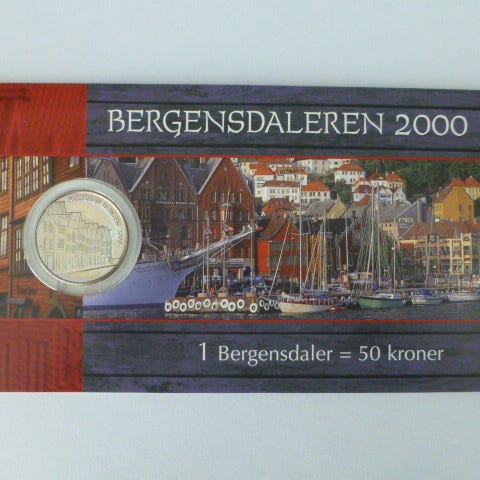 BERGENSDALEREN 2000
1 Bergensdaler = 50 kroner